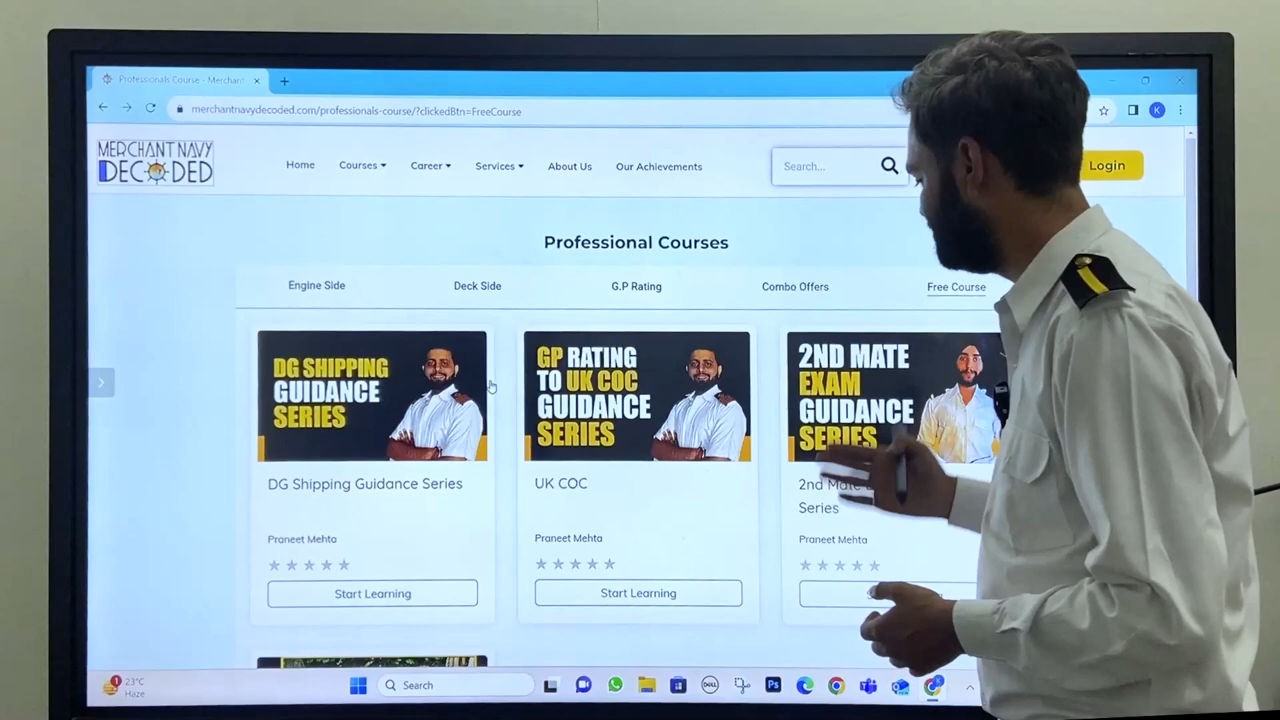 Professionals Course - Merchant
merchantnavydecoded.com/professionals-course/?clickedBtn=FreeCourse
K
MERCHANT NAVY
DECODED
Home
Courses
Career
Services
About Us
Our Achievements
Search...
Login
Professional Courses
Engine Side
Deck Side
G.P Rating
Combo Offers
Free Course
DG SHIPPING
GUIDANCE
SERIES
GP RATING
TO UK COC
GUIDANCE
SERIES
2ND MATE
EXAM
GUIDANCE
SERIES
DG Shipping Guidance Series
UK COC
2nd Mate
Series
Praneet Mehta
Praneet Mehta
Praneet Mehta
Start Learning
Start Learning
1
23°C
Haze
Search
DELL
Ps